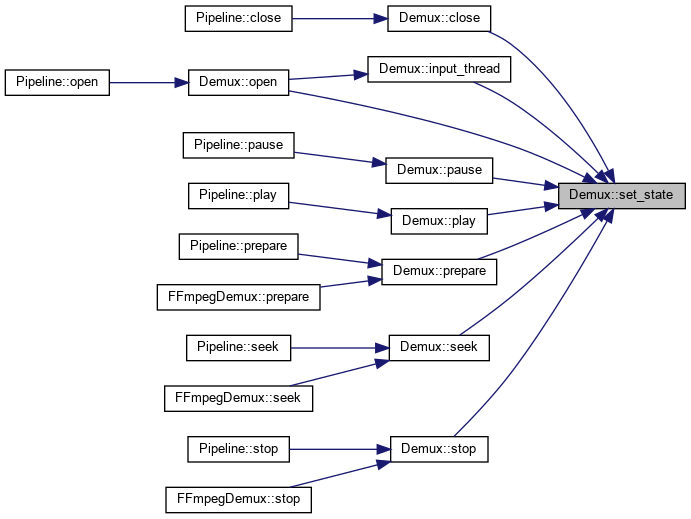 Pipeline::close
Demux::close
Demux::input_thread
Pipeline::open
Demux::open
Pipeline::pause
Demux::pause
Demux::set_state
Pipeline::play
Demux::play
Pipeline::prepare
Demux::prepare
FFmpegDemux::prepare
Pipeline::seek
Demux::seek
FFmpegDemux::seek
Pipeline::stop
Demux::stop
FFmpegDemux::stop